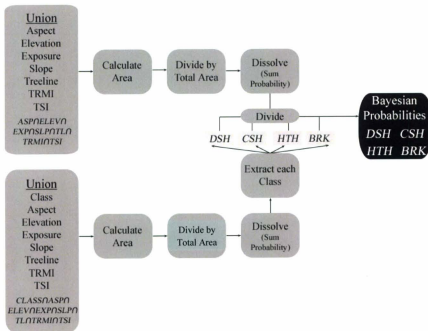 Union
Aspect
Elevation
Exposure
Slope
Treeline
TRMI
TSI
ASP∩ELEV∩
EXP∩SLP∩TL∩
TRMI∩TSI
Calculate
Area
Divide by
Total Area
Dissolve
(Sum
Probability)
Divide
DSH CSH HTH BRK
Bayesian
Probabilities
DSH CSH
HTH BRK
Extract each
Class
Union
Class
Aspect
Elevation
Exposure
Slope
Treeline
TRMI
TSI
CLASS∩ASP∩
ELEV∩EXP∩SLP∩
TL∩TRMI∩TSI
Calculate
Area
Divide by
Total Area
Dissolve
(Sum
Probability)